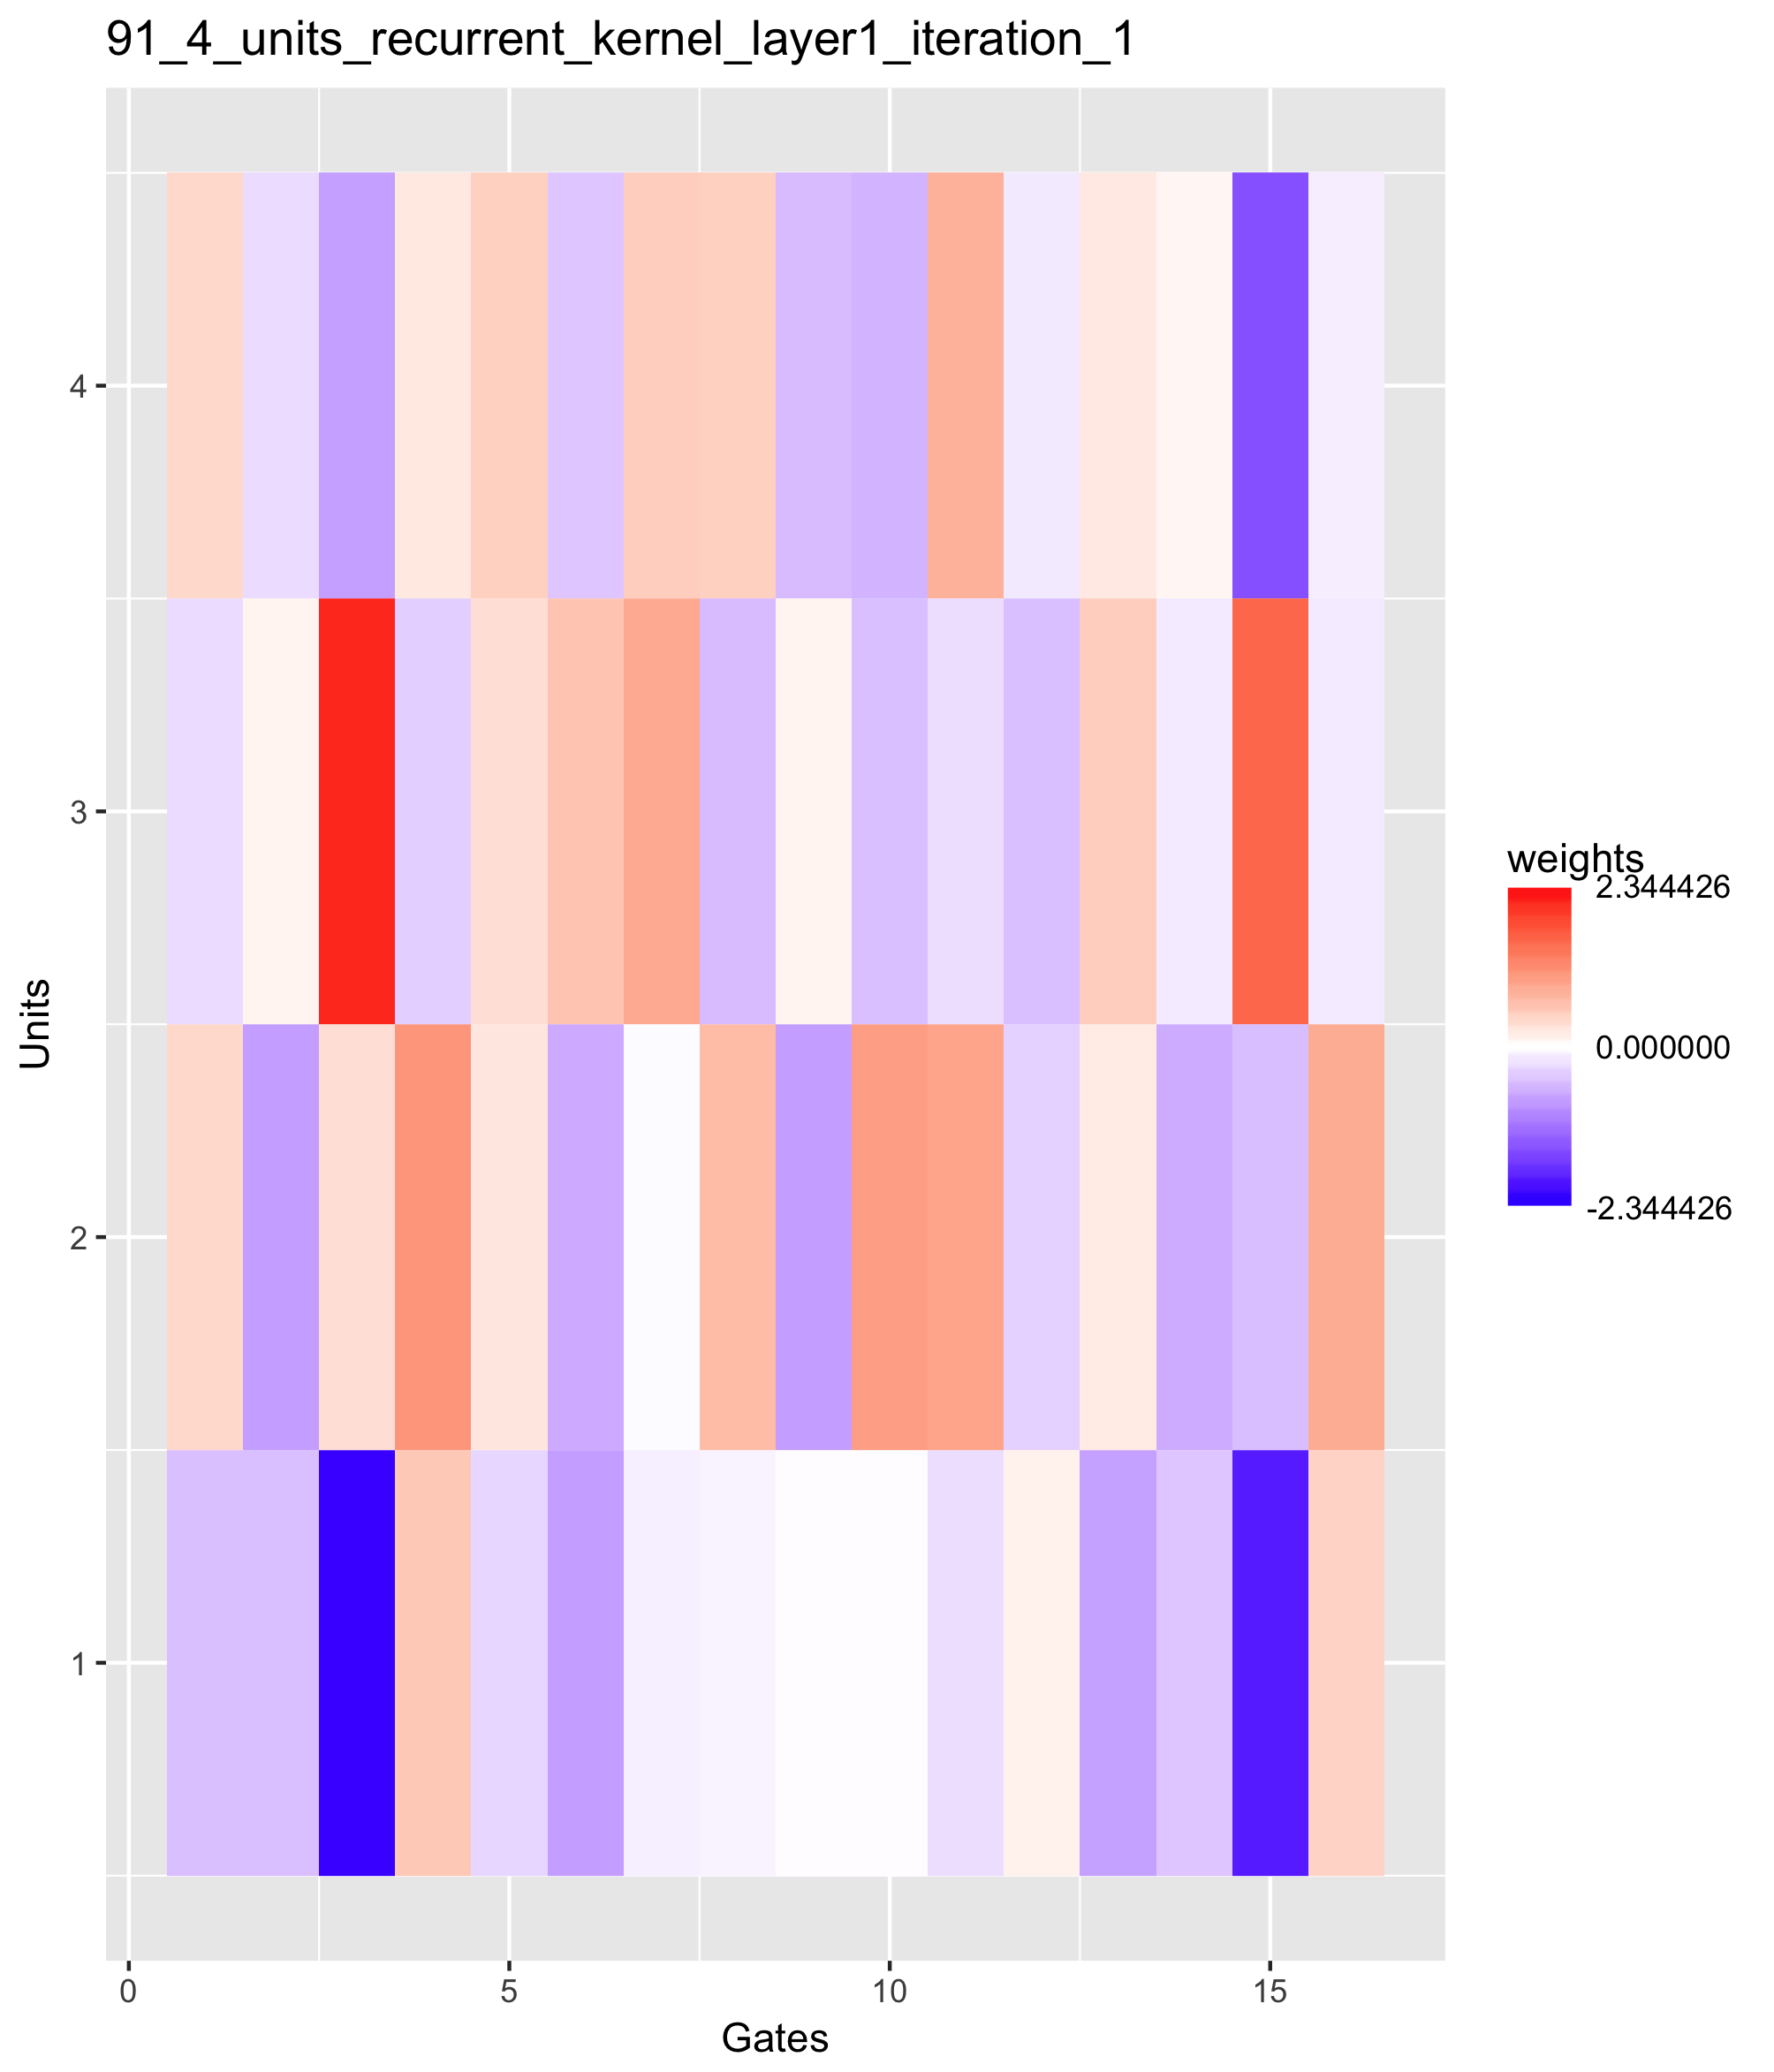 91_4_units_recurrent_kernel_layer1_iteration_1
Units
4
3
2
1
0 5 10 15
Gates
weights
2.344426
0.000000
-2.344426